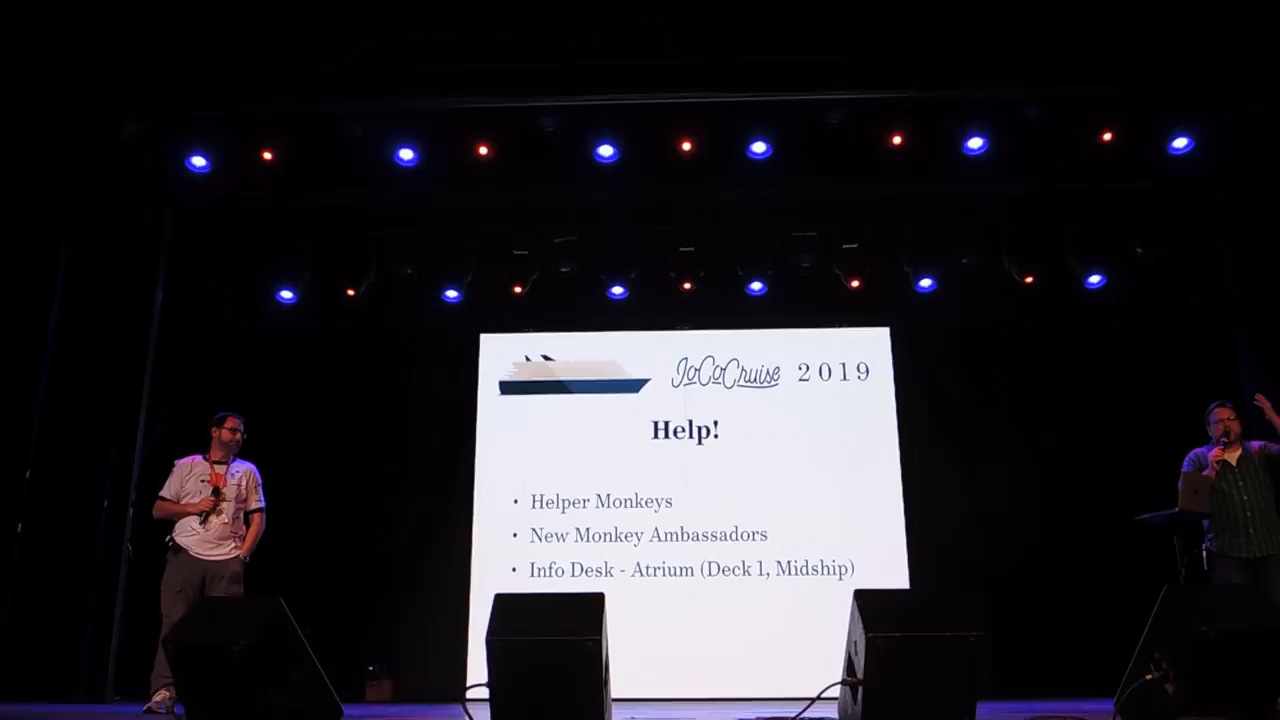 JoCoCruise 2019
Help!
• Helper Monkeys
• New Monkey Ambassadors
• Info Desk - Atrium (Deck 1, Midship)